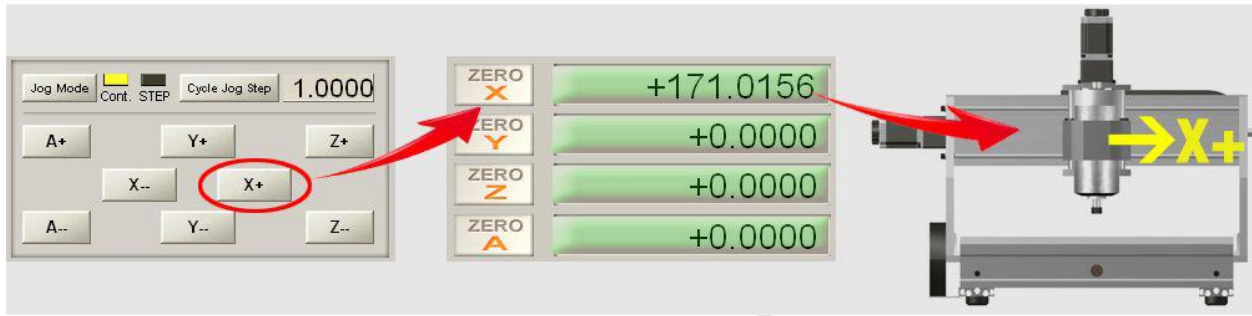 Jog Mode
Cont.
STEP
Cycle Jog Step
1.0000
A+
Y+
Z+
X--
X+
A--
Y--
Z--
ZERO
X
+171.0156
ZERO
Y
+0.0000
ZERO
Z
+0.0000
ZERO
A
+0.0000
X+